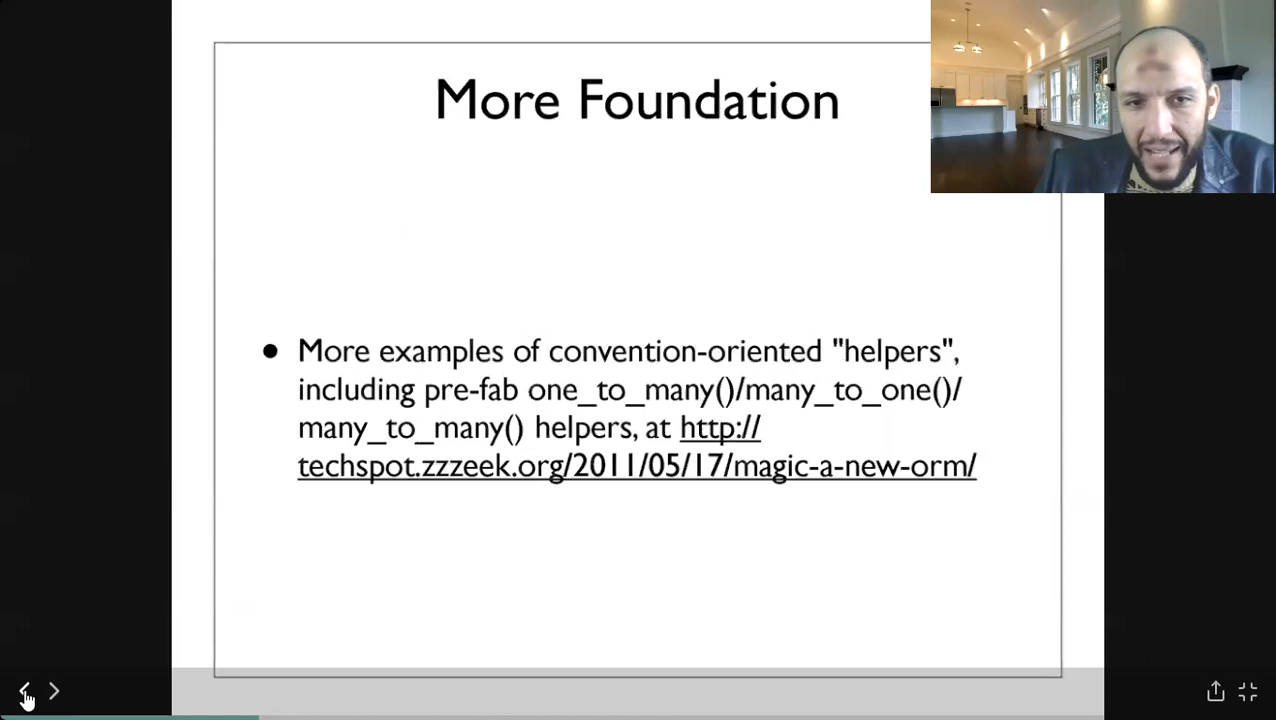 More Foundation
• More examples of convention-oriented "helpers",
including pre-fab one_to_many()/many_to_one()/
many_to_many() helpers, at http://
techspot.zzzeek.org/2011/05/17/magic-a-new-orm/